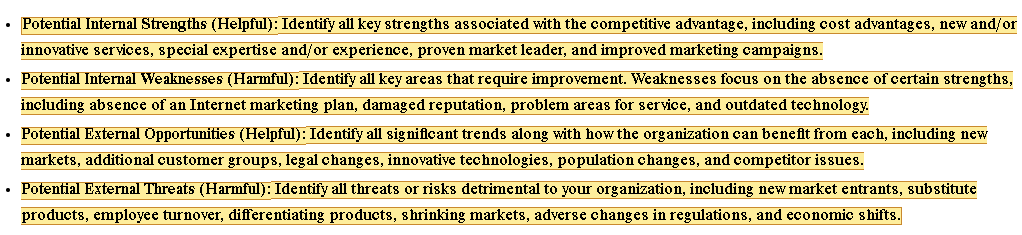 • Potential Internal Strengths (Helpful): Identify all key strengths associated with the competitive advantage, including cost advantages, new and/or
innovative services, special expertise and/or experience, proven market leader, and improved marketing campaigns.
• Potential Internal Weaknesses (Harmful): Identify all key areas that require improvement. Weaknesses focus on the absence of certain strengths,
including absence of an Internet marketing plan, damaged reputation, problem areas for service, and outdated technology.
• Potential External Opportunities (Helpful): Identify all significant trends along with how the organization can benefit from each, including new
markets, additional customer groups, legal changes, innovative technologies, population changes, and competitor issues.
• Potential External Threats (Harmful): Identify all threats or risks detrimental to your organization, including new market entrants, substitute
products, employee turnover, differentiating products, shrinking markets, adverse changes in regulations, and economic shifts.